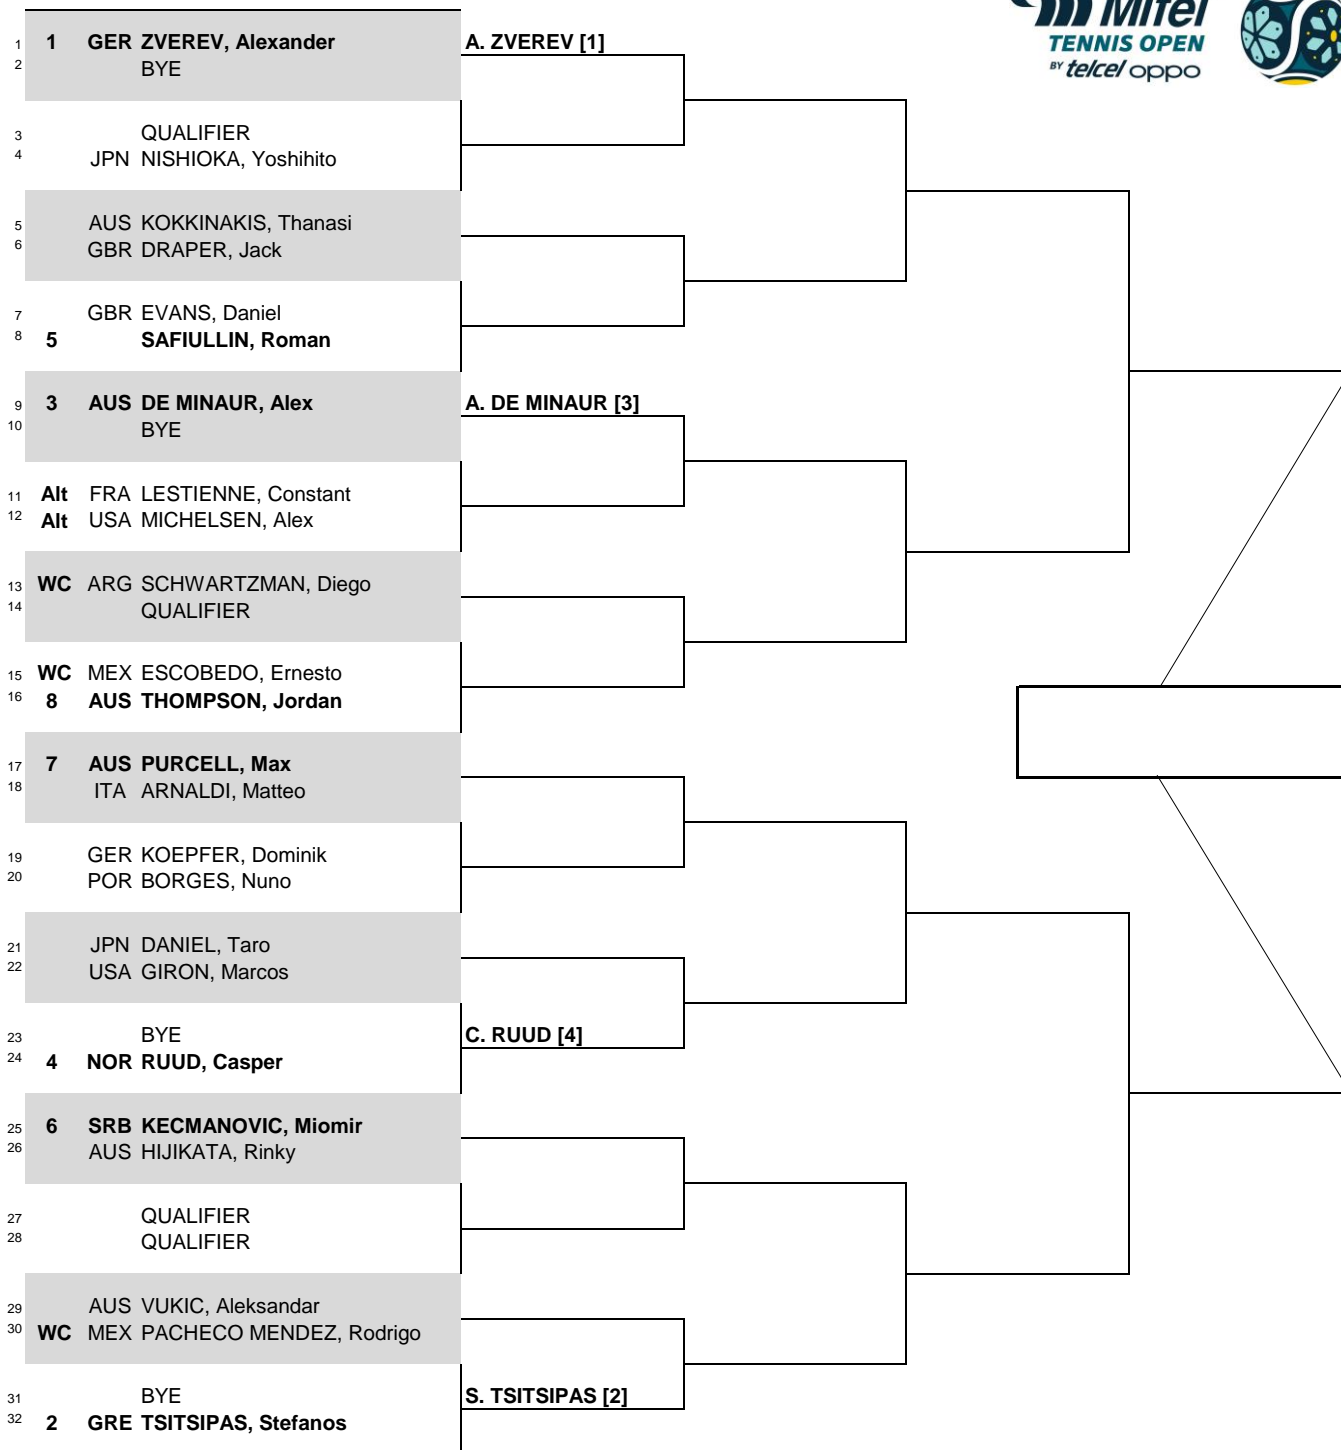 Mifel
TENNIS OPEN
BY telcel oppo
1 1 GER ZVEREV, Alexander A. ZVEREV [1]
2 BYE
3 QUALIFIER
4 JPN NISHIOKA, Yoshihito
5 AUS KOKKINAKIS, Thanasi
6 GBR DRAPER, Jack
7 GBR EVANS, Daniel
8 5 SAFIULLIN, Roman
9 3 AUS DE MINAUR, Alex A. DE MINAUR [3]
10 BYE
11 Alt FRA LESTIENNE, Constant
12 Alt USA MICHELSEN, Alex
13 WC ARG SCHWARTZMAN, Diego
14 QUALIFIER
15 WC MEX ESCOBEDO, Ernesto
16 8 AUS THOMPSON, Jordan
17 7 AUS PURCELL, Max
18 ITA ARNALDI, Matteo
19 GER KOEPFER, Dominik
20 POR BORGES, Nuno
21 JPN DANIEL, Taro
22 USA GIRON, Marcos
23 BYE C. RUUD [4]
24 4 NOR RUUD, Casper
25 6 SRB KECMANOVIC, Miomir
26 AUS HIJIKATA, Rinky
27 QUALIFIER
28 QUALIFIER
29 AUS VUKIC, Aleksandar
30 WC MEX PACHECO MENDEZ, Rodrigo
31 BYE S. TSITSIPAS [2]
32 2 GRE TSITSIPAS, Stefanos